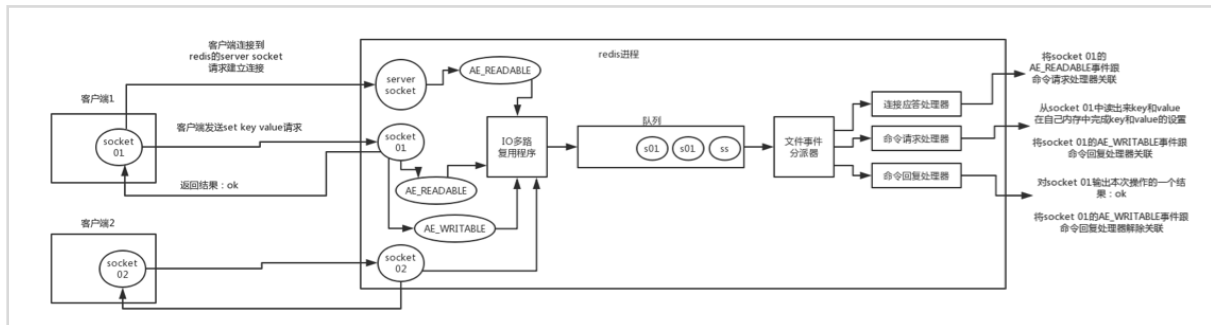 客户端连接到
redis的server socket
请求建立连接
redis进程
客户端1
socket
01
server
socket
AE_READABLE
客户端发送set key value请求
socket
01
返回结果：ok
AE_READABLE
AE_WRITABLE
IO多路
复用程序
队列
s01
s01
ss
文件事件
分派器
连接应答处理器
命令请求处理器
命令回复处理器
将socket 01的
AE_READABLE事件跟
命令请求处理器关联
从socket 01中读出来key和value
在自己内存中完成key和value的设置
将socket 01的AE_WRITABLE事件跟
命令回复处理器关联
对socket 01输出本次操作的一个结
果：ok
将socket 01的AE_WRITABLE事件跟
命令回复处理器解除关联
客户端2
socket
02
socket
02